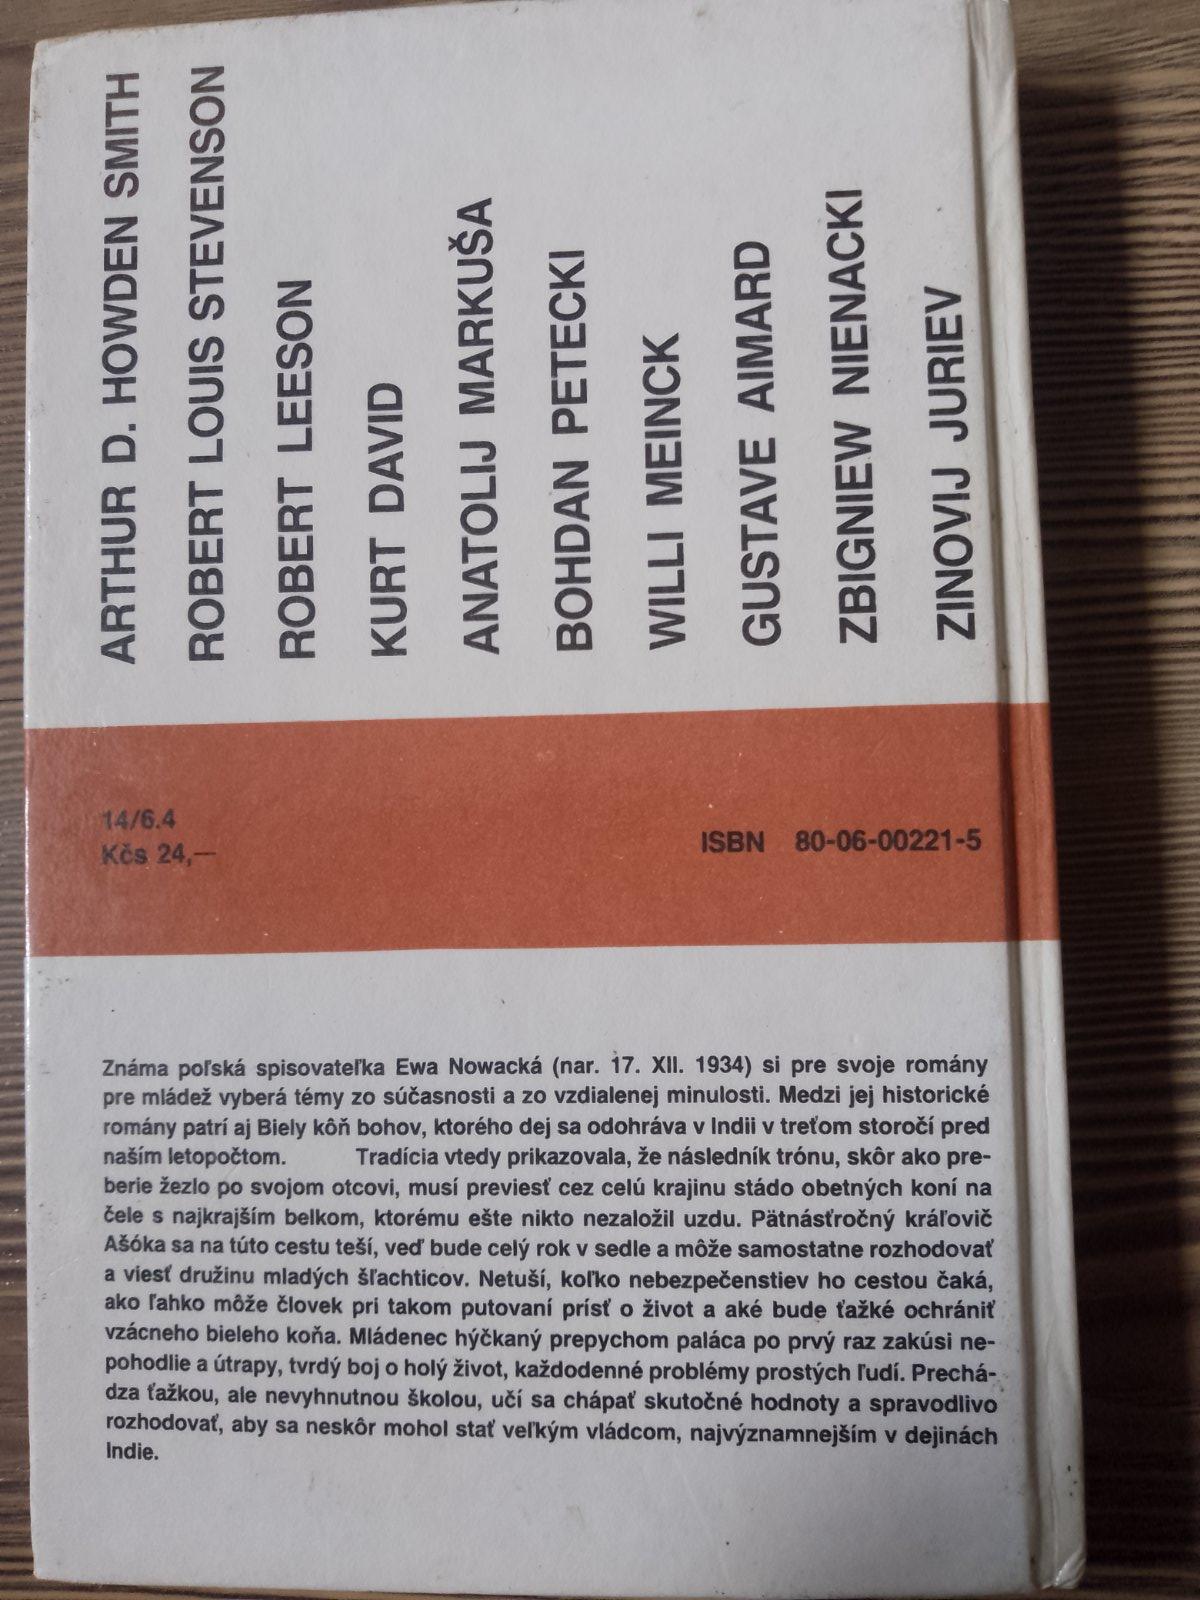 ARTHUR D. HOWDEN SMITH
ROBERT LOUIS STEVENSON
ROBERT LEESON
KURT DAVID
ANATOLIJ MARKUŠA
BOHDAN PETECKI
WILLI MEINCK
GUSTAVE AIMARD
ZBIGNIEW NIENACKI
ZINOVIJ JURIEV
14/6.4
Kčs 24,—
ISBN 80-06-00221-5
Známa poľská spisovateľka Ewa Nowacká (nar. 17. XII. 1934) si pre svoje romány
pre mládež vyberá témy zo súčasnosti a zo vzdialenej minulosti. Medzi jej historické
romány patrí aj Biely kôň bohov, ktorého dej sa odohráva v Indii v treťom storočí pred
naším letopočtom. Tradícia vtedy prikazovala, že následník trónu, skôr ako pre-
berie žezlo po svojom otcovi, musí previesť cez celú krajinu stádo obetných koní na
čele s najkrajším belkom, ktorému ešte nikto nezaložil uzdu. Pätnásťročný kráľovič
Ašóka sa na túto cestu teší, veď bude celý rok v sedle a môže samostatne rozhodovať
a viesť družinu mladých šľachticov. Netuší, koľko nebezpečenstiev ho cestou čaká,
ako ľahko môže človek pri takom putovaní prísť o život a aké bude ťažké ochrániť
vzácneho bieleho koňa. Mládenec hýčkaný prepychom paláca po prvý raz zakúsi ne-
pohodlie a útrapy, tvrdý boj o holý život, každodenné problémy prostých ľudí. Prechá-
dza ťažkou, ale nevyhnutnou školou, učí sa chápať skutočné hodnoty a spravodlivo
rozhodovať, aby sa neskôr mohol stať veľkým vládcom, najvýznamnejším v dejinách
Indie.